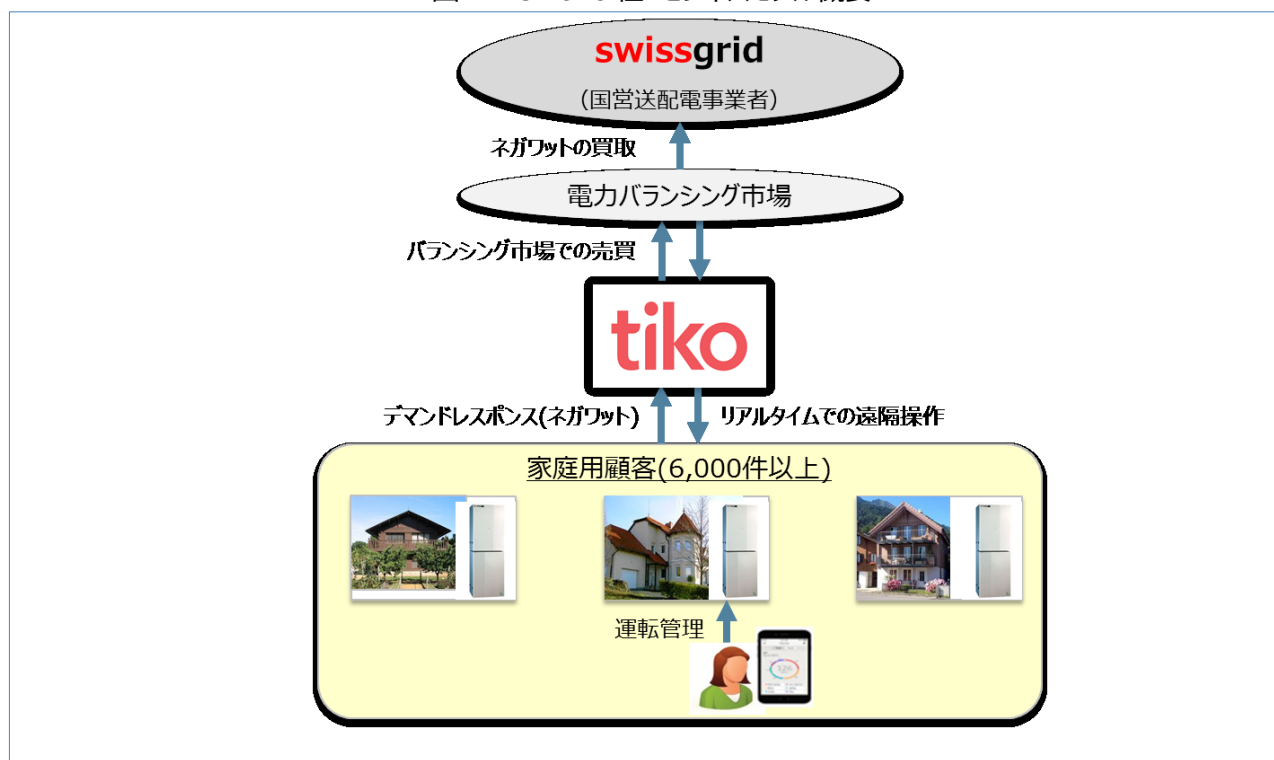 swissgrid
(国営送配電事業者)
ネガワットの買取
電力バランシング市場
バランシング市場での売買
tiko
デマンドレスポンス(ネガワット) リアルタイムでの遠隔操作
家庭用顧客(6,000件以上)
運転管理